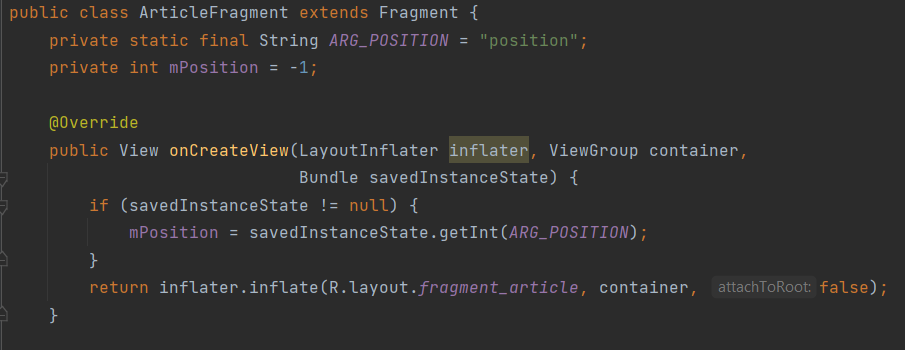 public class ArticleFragment extends Fragment {
    private static final String ARG_POSITION = "position";
    private int mPosition = -1;
    @Override
    public View onCreateView(LayoutInflater inflater, ViewGroup container,
                             Bundle savedInstanceState) {
        if (savedInstanceState != null) {
            mPosition = savedInstanceState.getInt(ARG_POSITION);
        }
        return inflater.inflate(R.layout.fragment_article, container, attachToRoot: false);
    }